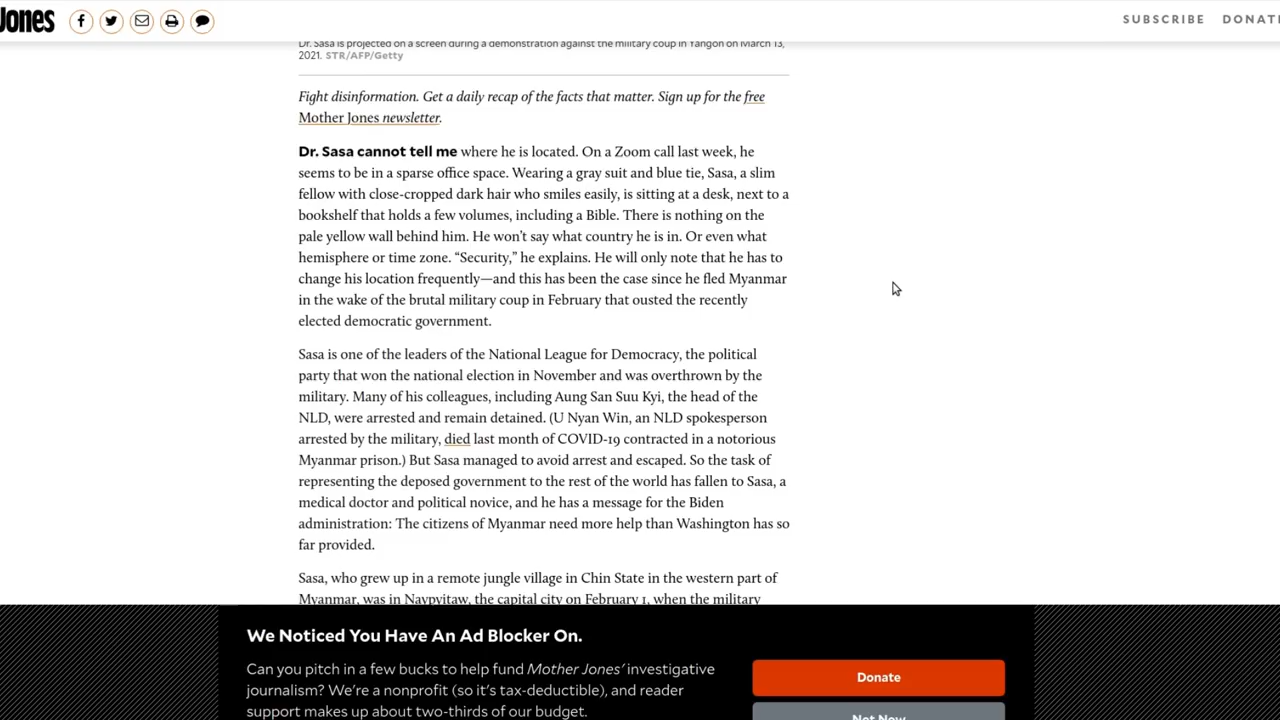 Jones
SUBSCRIBE DONAT
Dr. Sasa is projected on a screen during a demonstration against the military coup in Yangon on March 13,
2021. STR/AFP/Getty
Fight disinformation. Get a daily recap of the facts that matter. Sign up for the free
Mother Jones newsletter.
Dr. Sasa cannot tell me where he is located. On a Zoom call last week, he
seems to be in a sparse office space. Wearing a gray suit and blue tie, Sasa, a slim
fellow with close-cropped dark hair who smiles easily, is sitting at a desk, next to a
bookshelf that holds a few volumes, including a Bible. There is nothing on the
pale yellow wall behind him. He won’t say what country he is in. Or even what
hemisphere or time zone. “Security,” he explains. He will only note that he has to
change his location frequently—and this has been the case since he fled Myanmar
in the wake of the brutal military coup in February that ousted the recently
elected democratic government.
Sasa is one of the leaders of the National League for Democracy, the political
party that won the national election in November and was overthrown by the
military. Many of his colleagues, including Aung San Suu Kyi, the head of the
NLD, were arrested and remain detained. (U Nyan Win, an NLD spokesperson
arrested by the military, died last month of COVID-19 contracted in a notorious
Myanmar prison.) But Sasa managed to avoid arrest and escaped. So the task of
representing the deposed government to the rest of the world has fallen to Sasa, a
medical doctor and political novice, and he has a message for the Biden
administration: The citizens of Myanmar need more help than Washington has so
far provided.
Sasa, who grew up in a remote jungle village in Chin State in the western part of
Myanmar, was in Naypyitaw, the capital city on February 1, when the military
We Noticed You Have An Ad Blocker On.
Can you pitch in a few bucks to help fund Mother Jones' investigative
journalism? We're a nonprofit (so it's tax-deductible), and reader
support makes up about two-thirds of our budget.
Donate
Not Now